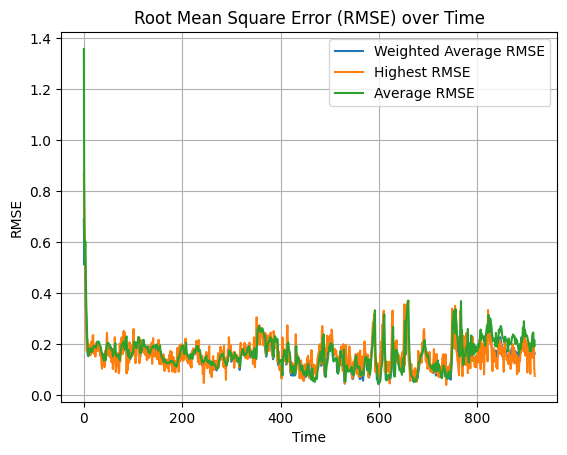 Root Mean Square Error (RMSE) over Time
1.4
1.2
1.0
0.8
0.6
0.4
0.2
0.0
RMSE
Weighted Average RMSE
Highest RMSE
Average RMSE
0 200 400 600 800
Time